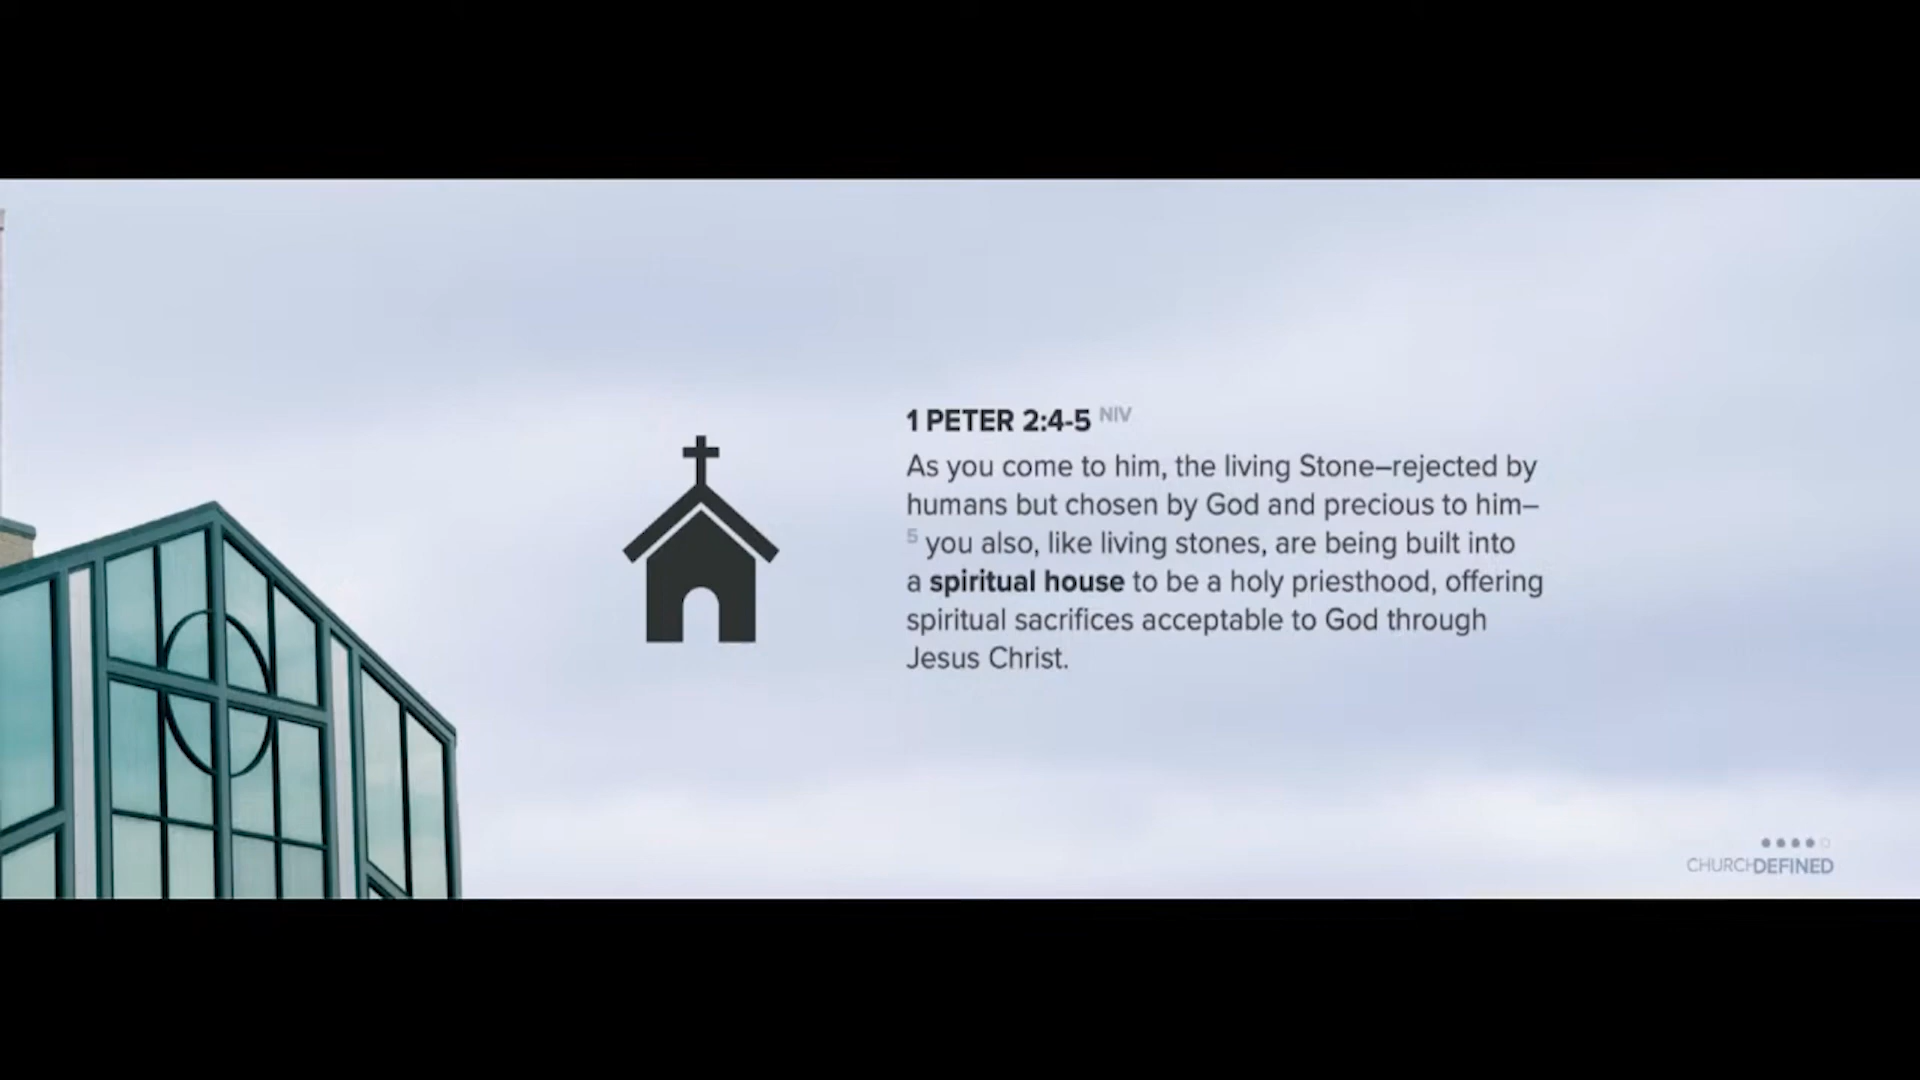 1 PETER 2:4-5 NIV
As you come to him, the living Stone–rejected by
humans but chosen by God and precious to him–
5 you also, like living stones, are being built into
a spiritual house to be a holy priesthood, offering
spiritual sacrifices acceptable to God through
Jesus Christ.
CHURCHDEFINED